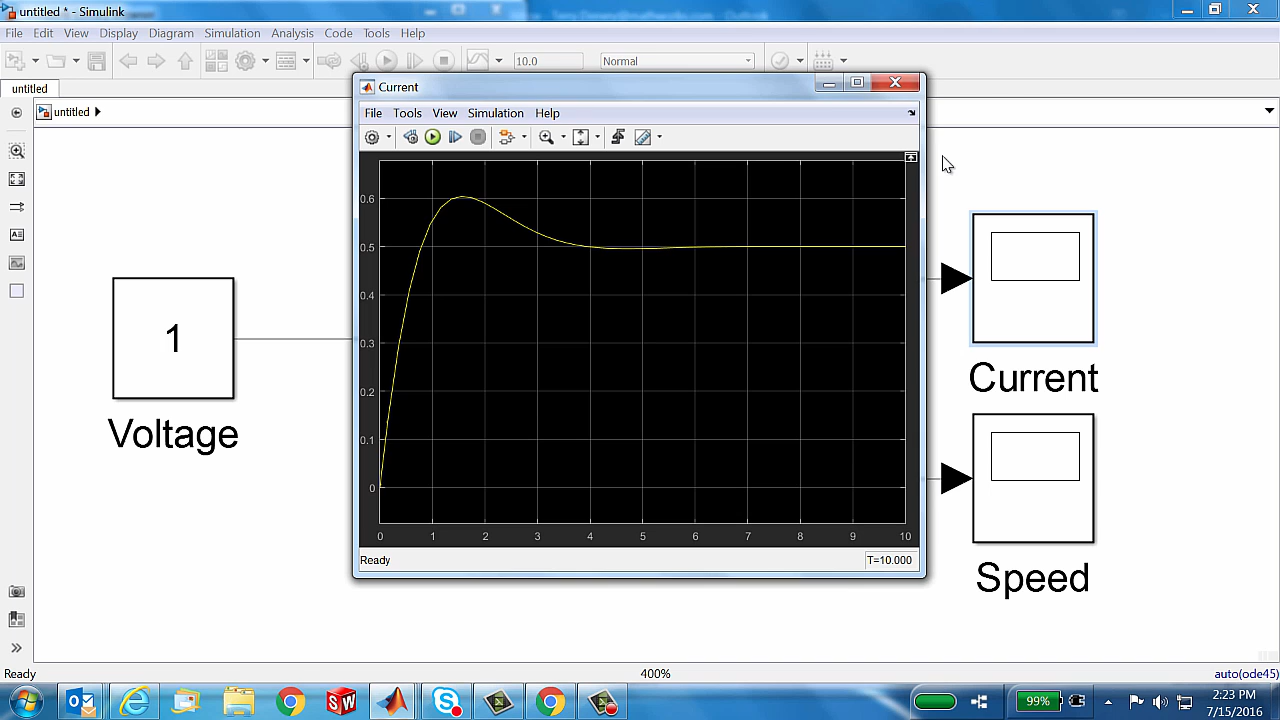 untitled * - Simulink
File Edit View Display Diagram Simulation Analysis Code Tools Help
10.0 Normal
untitled
untitled
Current
File Tools View Simulation Help
0.6
0.5
0.4
0.3
0.2
0.1
0
0 1 2 3 4 5 6 7 8 9 10
Ready T=10.000
1
Voltage
Current
Speed
Ready 400% auto(ode45)
99%
2:23 PM
7/15/2016